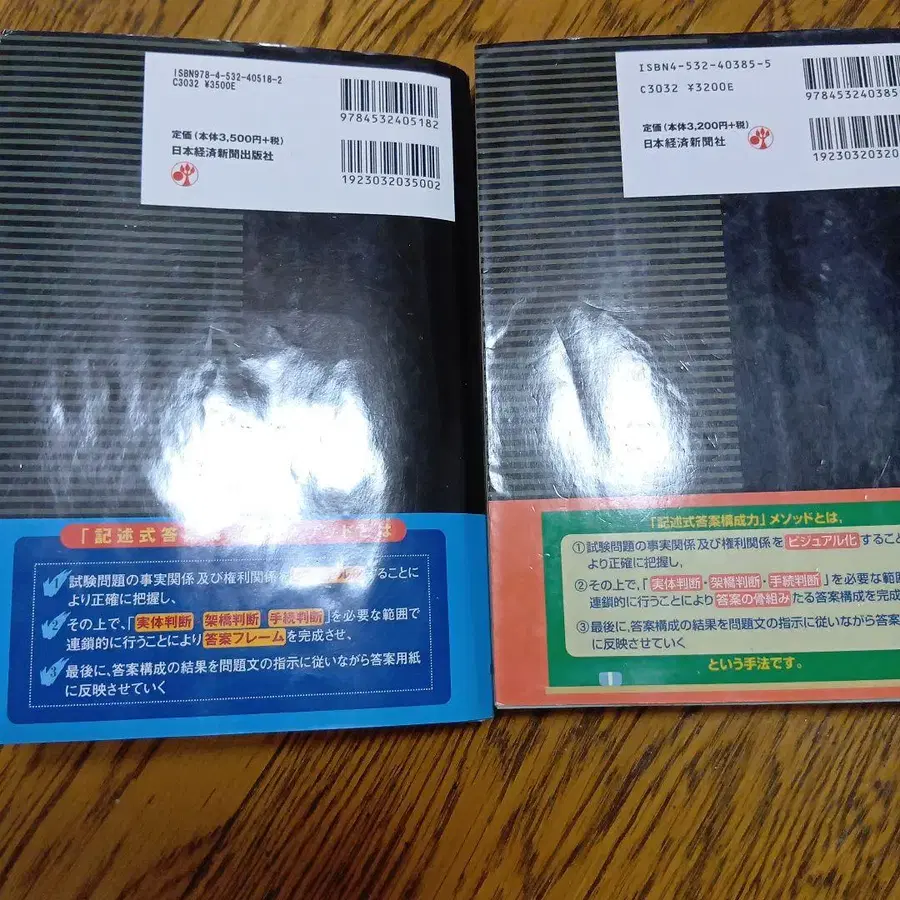 ISBN978-4-532-40518-2
C3032 ¥3500E
9784532405182
定価(本体3,500円+税)
日本経済新聞出版社
1923032035002
「記述式答 メソッドとは
試験問題の事実関係及び権利関係を することに
より正確に把握し、
その上で、「実体判断 架橋判断 手続判断」を必要な範囲で
連鎖的に行うことにより答案フレームを完成させ、
最後に、答案構成の結果を問題文の指示に従いながら答案用紙
に反映させていく
ISBN4-532-40385-5
C3032 ¥3200E
978453240385
定価(本体3,200円+税)
日本経済新聞社
19230320320
「記述式答案構成力」メソッドとは、
①試験問題の事実関係及び権利関係をビジュアル化すること
より正確に把握し、
②その上で、「実体判断・架橋判断・手続判断」を必要な範
連鎖的に行うことにより答案の骨組みたる答案構成を完成
③最後に、答案構成の結果を問題文の指示に従いながら答案
に反映させていく
という手法です。